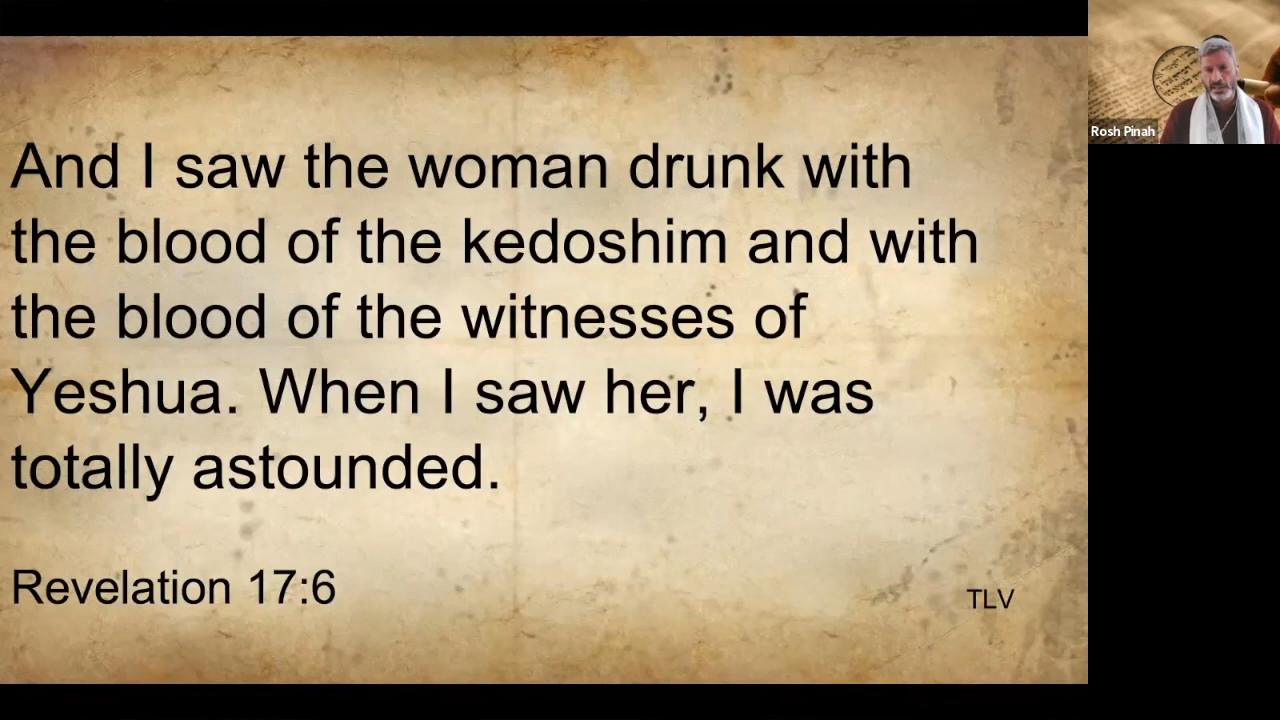 And I saw the woman drunk with
the blood of the kedoshim and with
the blood of the witnesses of
Yeshua. When I saw her, I was
totally astounded.
Revelation 17:6
TLV
Rosh Pinah